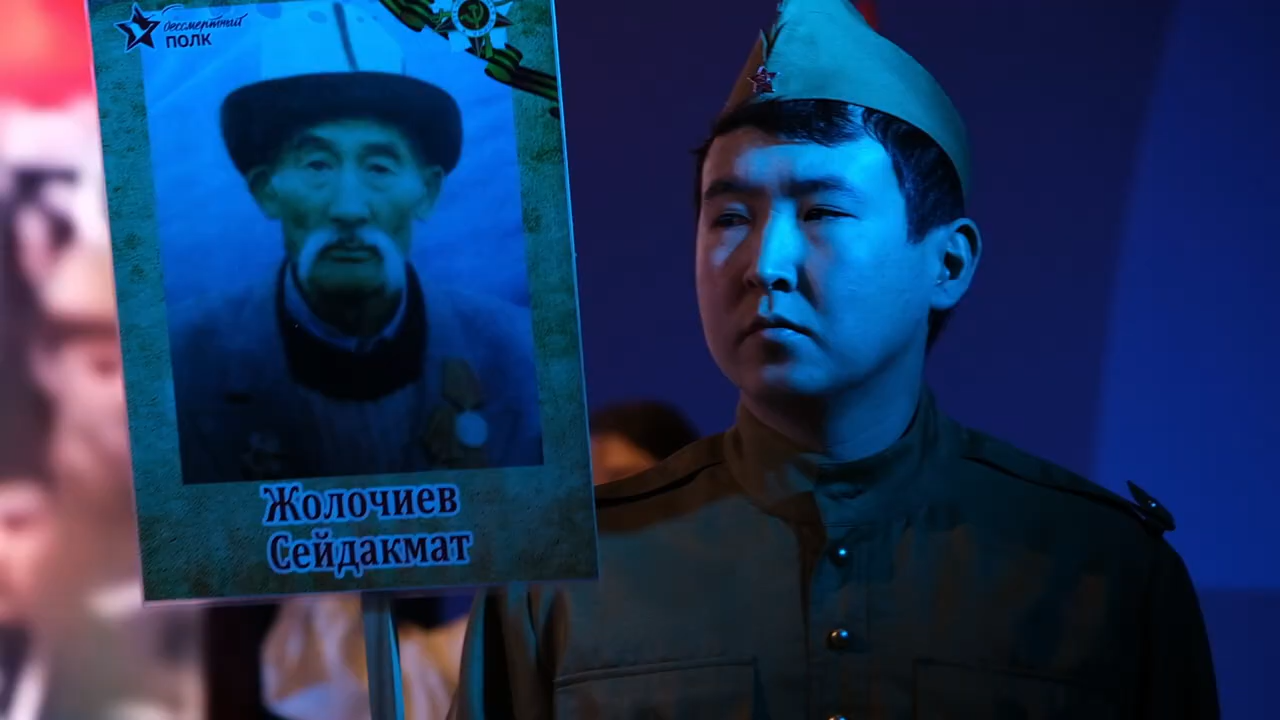 бессмертный
ПОЛК
Жолочиев
Сейдакмат